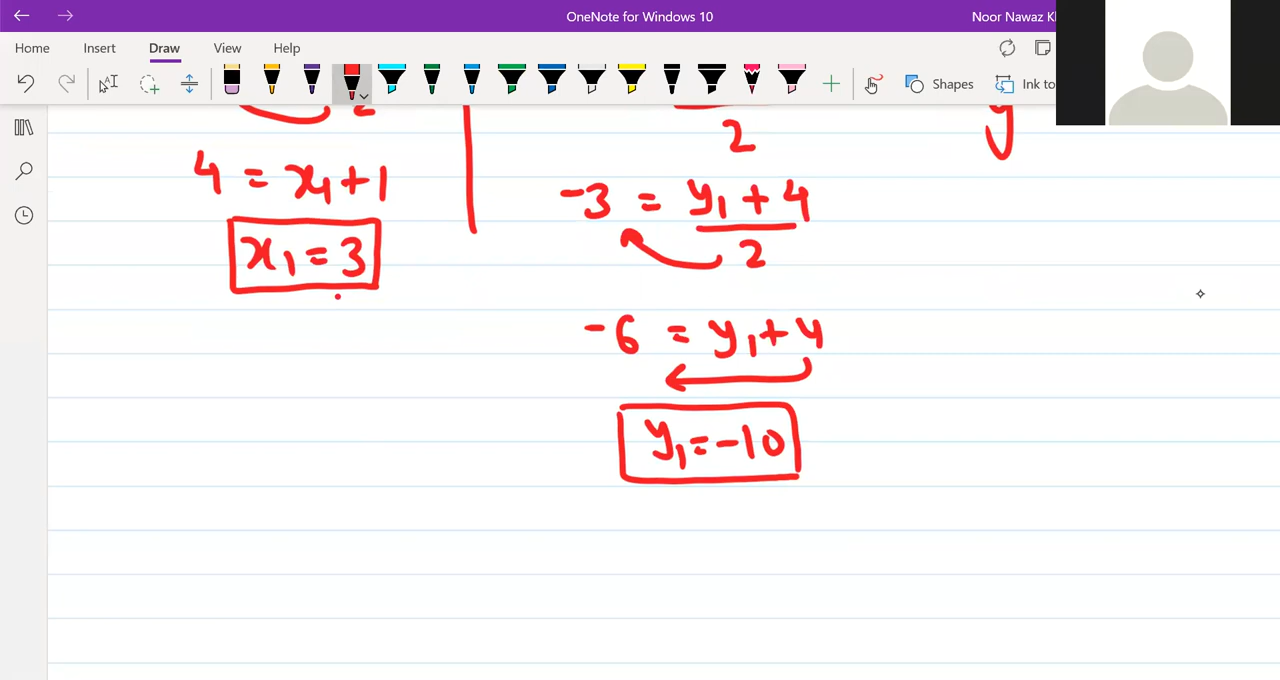 OneNote for Windows 10
Noor Nawaz
Home Insert Draw View Help
Shapes
Ink to
2
2
y
4 = x₁ + 1
-3 = y₁ + 4
2
x₁ = 3
-6 = y₁ + 4
y₁ = -10